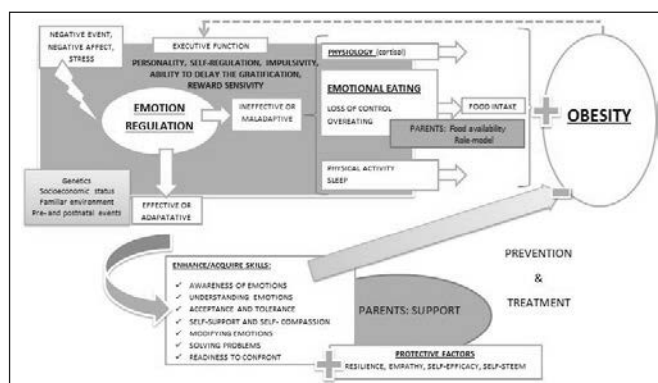 NEGATIVE EVENT,
NEGATIVE AFFECT,
STRESS
EXECUTIVE FUNCTION
PERSONALITY, SELF-REGULATION, IMPULSIVITY,
ABILITY TO DELAY THE GRATIFICATION,
REWARD SENSIVITY
EMOTION
REGULATION
INEFFECTIVE OR
MALADAPTIVE
PHYSIOLOGY (cortisol)
EMOTIONAL EATING
LOSS OF CONTROL
OVEREATING
FOOD INTAKE
PARENTS: Food availability
Role-model
PHYSICAL ACTIVITY
SLEEP
OBESITY
Genetics
Socioeconomic status
Familiar environment
Pre- and postnatal events
EFFECTIVE OR
ADAPTATIVE
ENHANCE/ACQUIRE SKILLS:
✓ AWARENESS OF EMOTIONS
✓ UNDERSTANDING EMOTIONS
✓ ACCEPTANCE AND TOLERANCE
✓ SELF-SUPPORT AND SELF- COMPASSION
✓ MODIFYING EMOTIONS
✓ SOLVING PROBLEMS
✓ READINESS TO CONFRONT
PARENTS: SUPPORT
PREVENTION
&
TREATMENT
PROTECTIVE FACTORS
RESILIENCE, EMPATHY, SELF-EFFICACY, SELF-STEEM